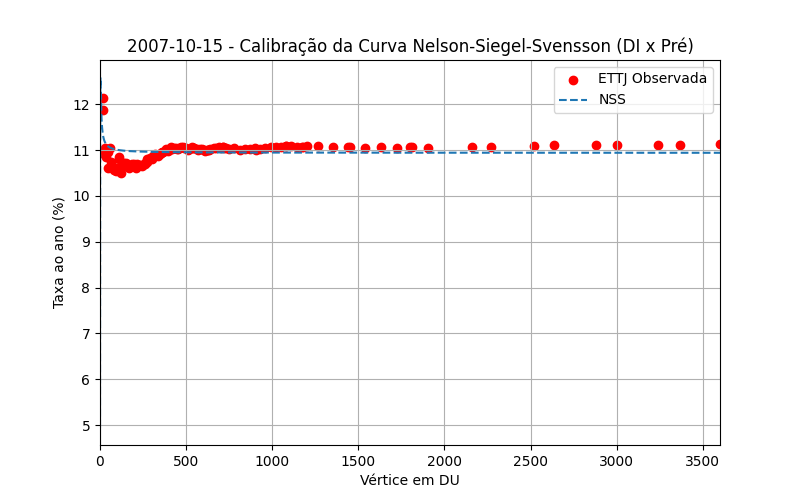 2007-10-15 - Calibração da Curva Nelson-Siegel-Svensson (DI x Pré)
ETTJ Observada
NSS
Taxa ao ano (%)
12
11
10
9
8
7
6
5
0 500 1000 1500 2000 2500 3000 3500
Vértice em DU